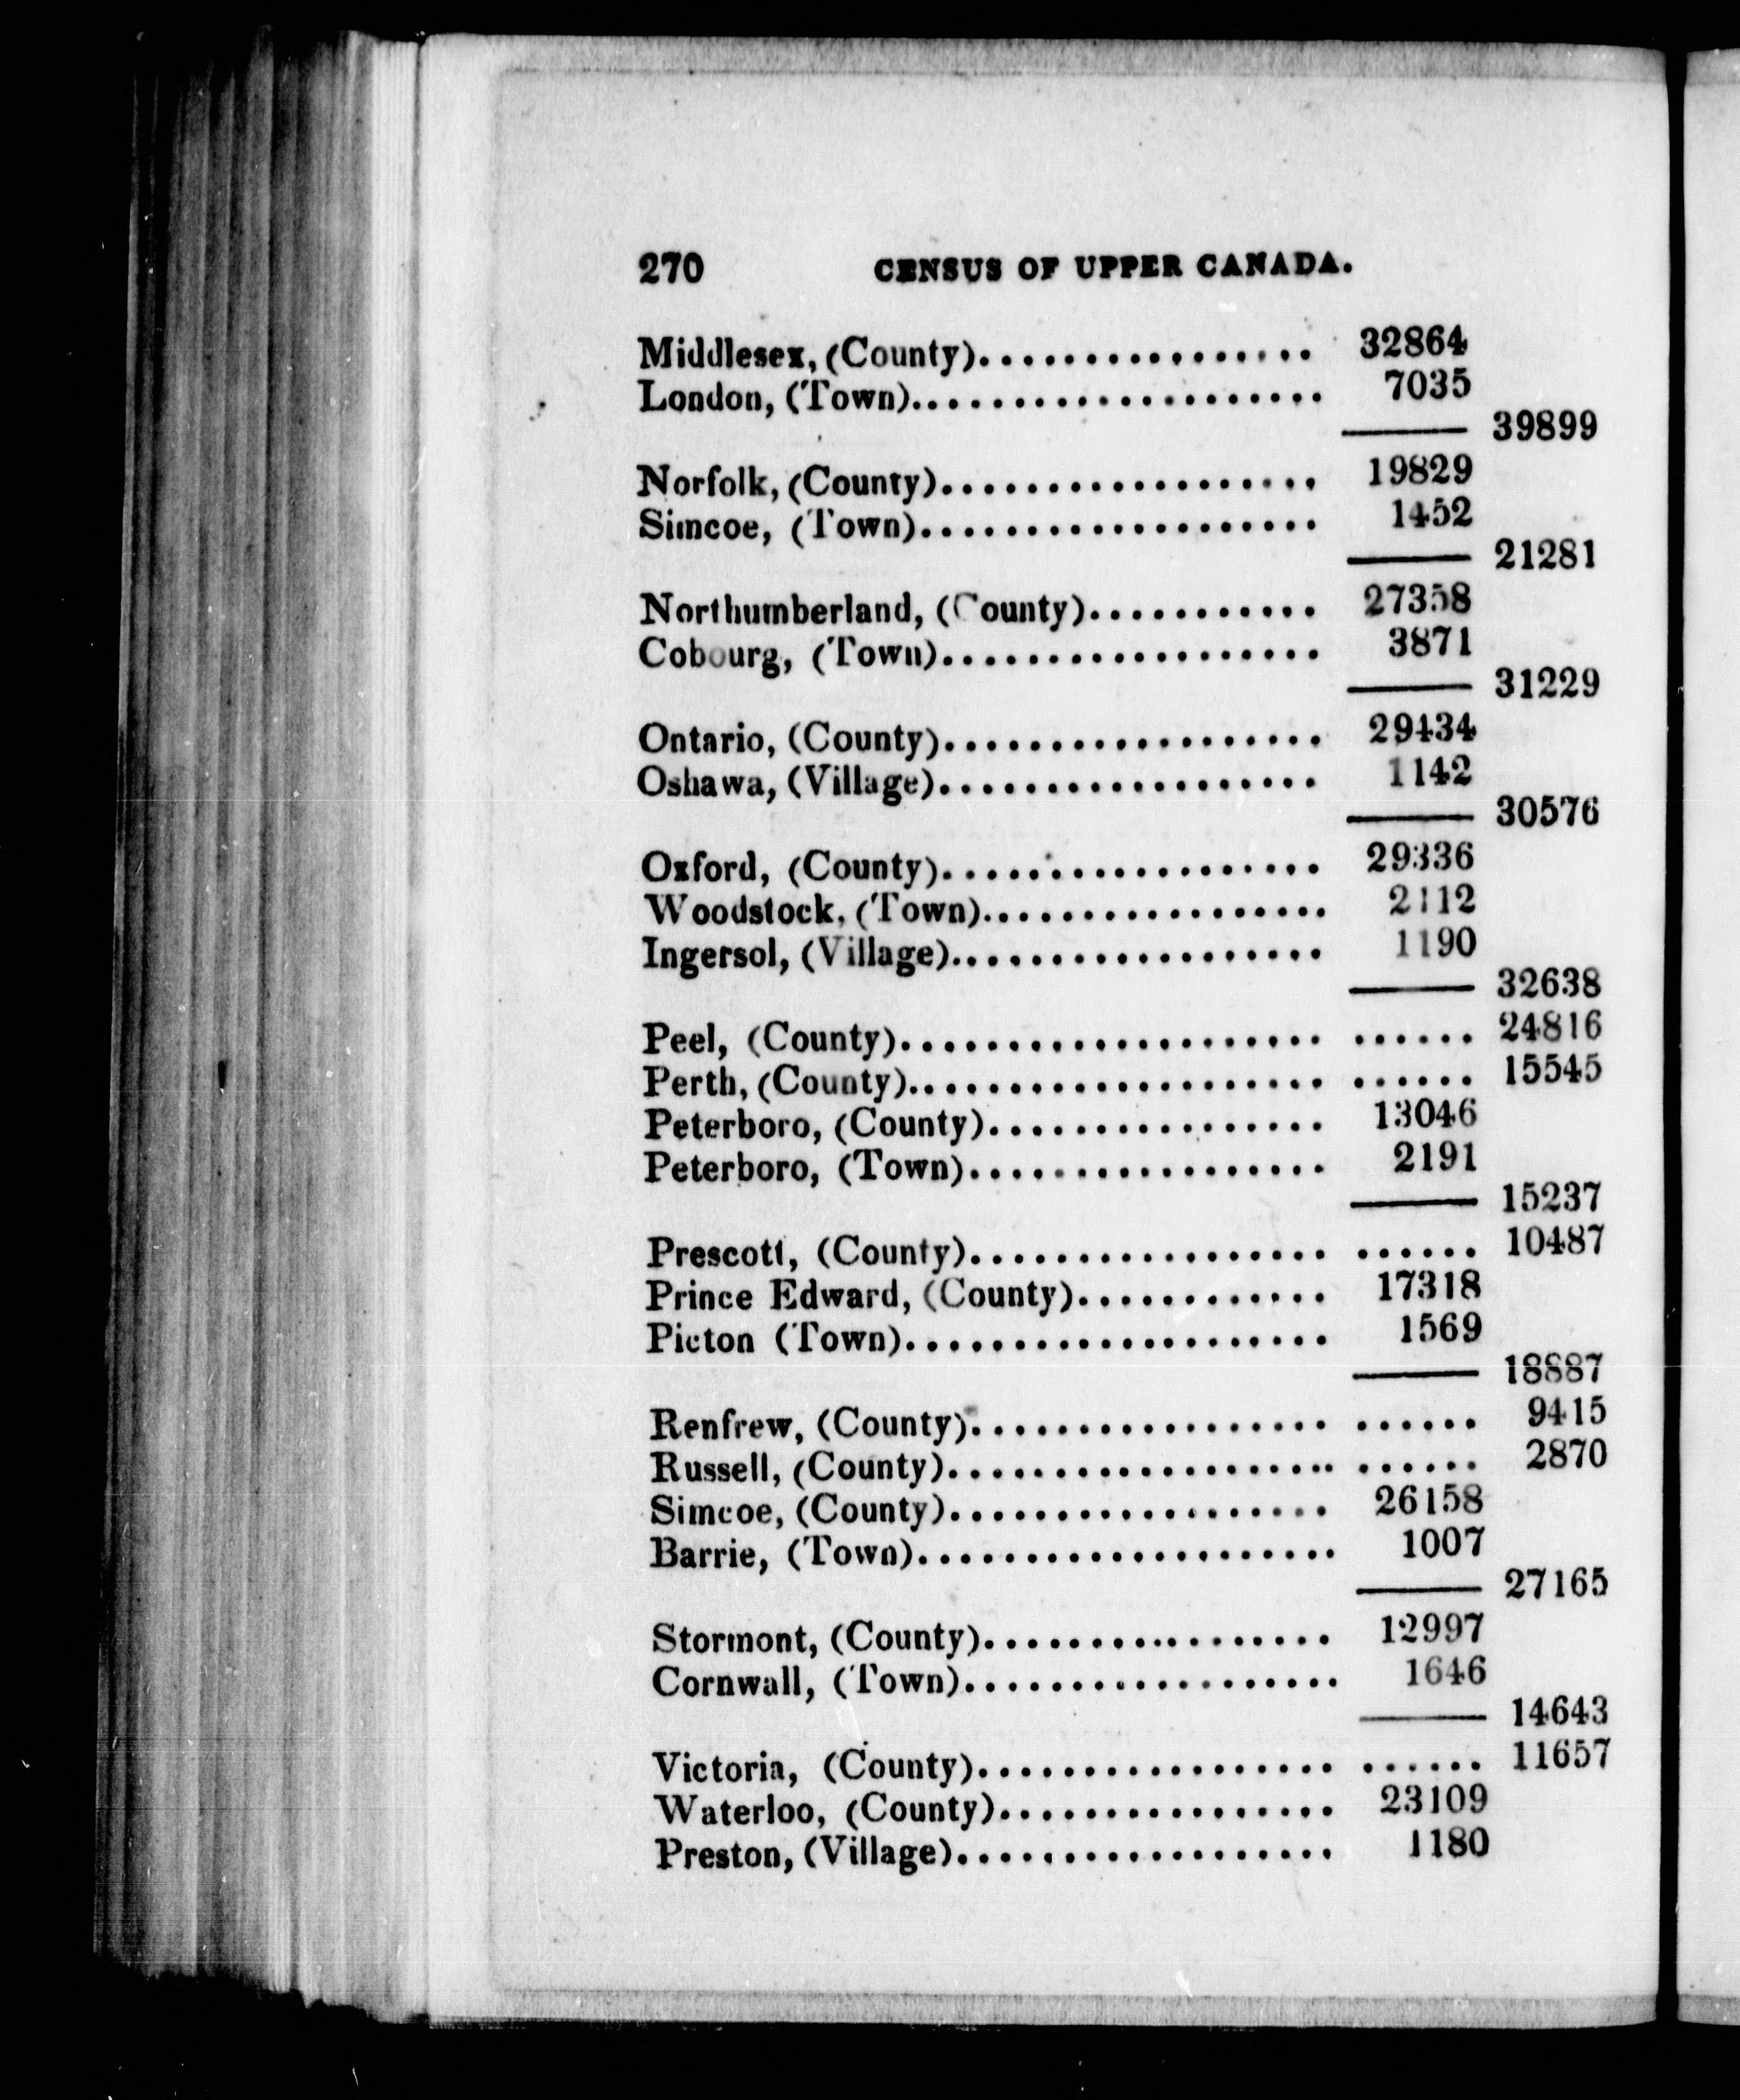 270 CENSUS OF UPPER CANADA.
Middlesex, (County)................ 32864
London, (Town).................... 7035
39899
Norfolk, (County).................. 19829
Simcoe, (Town)................... 1452
21281
Northumberland, (County)........... 27358
Cobourg, (Town).................. 3871
31229
Ontario, (County).................. 29434
Oshawa, (Village).................. 1142
30576
Oxford, (County).................. 29336
Woodstock, (Town)................. 2112
Ingersol, (Village).................. 1190
32638
Peel, (County).................... ...... 24816
Perth, (County).................... ...... 15545
Peterboro, (County)................ 13046
Peterboro, (Town)................. 2191
15237
Prescott, (County)................. ...... 10487
Prince Edward, (County)............ 17318
Picton (Town).................... 1569
18887
Renfrew, (County)................. ...... 9415
Russell, (County)................... ...... 2870
Simcoe, (County).................. 26158
Barrie, (Town).................... 1007
27165
Stormont, (County)................. 12997
Cornwall, (Town).................. 1646
14643
Victoria, (County)................. ...... 11657
Waterloo, (County)................ 23109
Preston, (Village).................. 1180